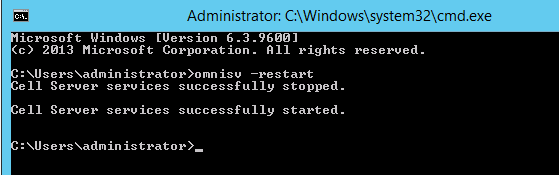 Administrator: C:\Windows\system32\cmd.exe
Microsoft Windows [Version 6.3.9600]
(c) 2013 Microsoft Corporation. All rights reserved.
C:\Users\administrator>omnisv -restart
Cell Server services successfully stopped.
Cell Server services successfully started.
C:\Users\administrator>_